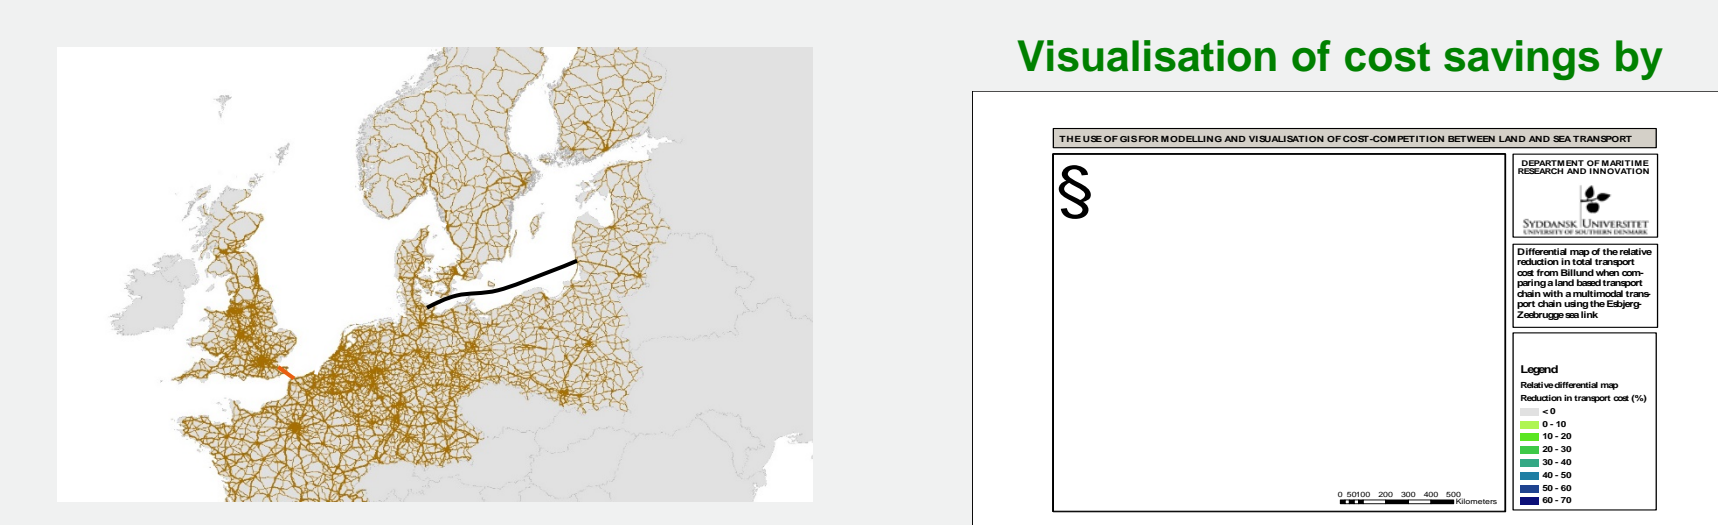 Visualisation of cost savings by
THE USE OF GIS FOR MODELLING AND VISUALISATION OF COST-COMPETITION BETWEEN LAND AND SEA TRANSPORT
§
DEPARTMENT OF MARITIME
RESEARCH AND INNOVATION
SYDDANSK UNIVERSITET
UNIVERSITY OF SOUTHERN DENMARK
Differential map of the relative
reduction in total transport
cost from Billund when com-
paring a land based transport
chain with a multimodal trans-
port chain using the Esbjerg-
Zeebrugge sea link
Legend
Relative differential map
Reduction in transport cost (%)
< 0
0 - 10
10 - 20
20 - 30
30 - 40
40 - 50
50 - 60
60 - 70
0 50100 200 300 400 500
Kilometers